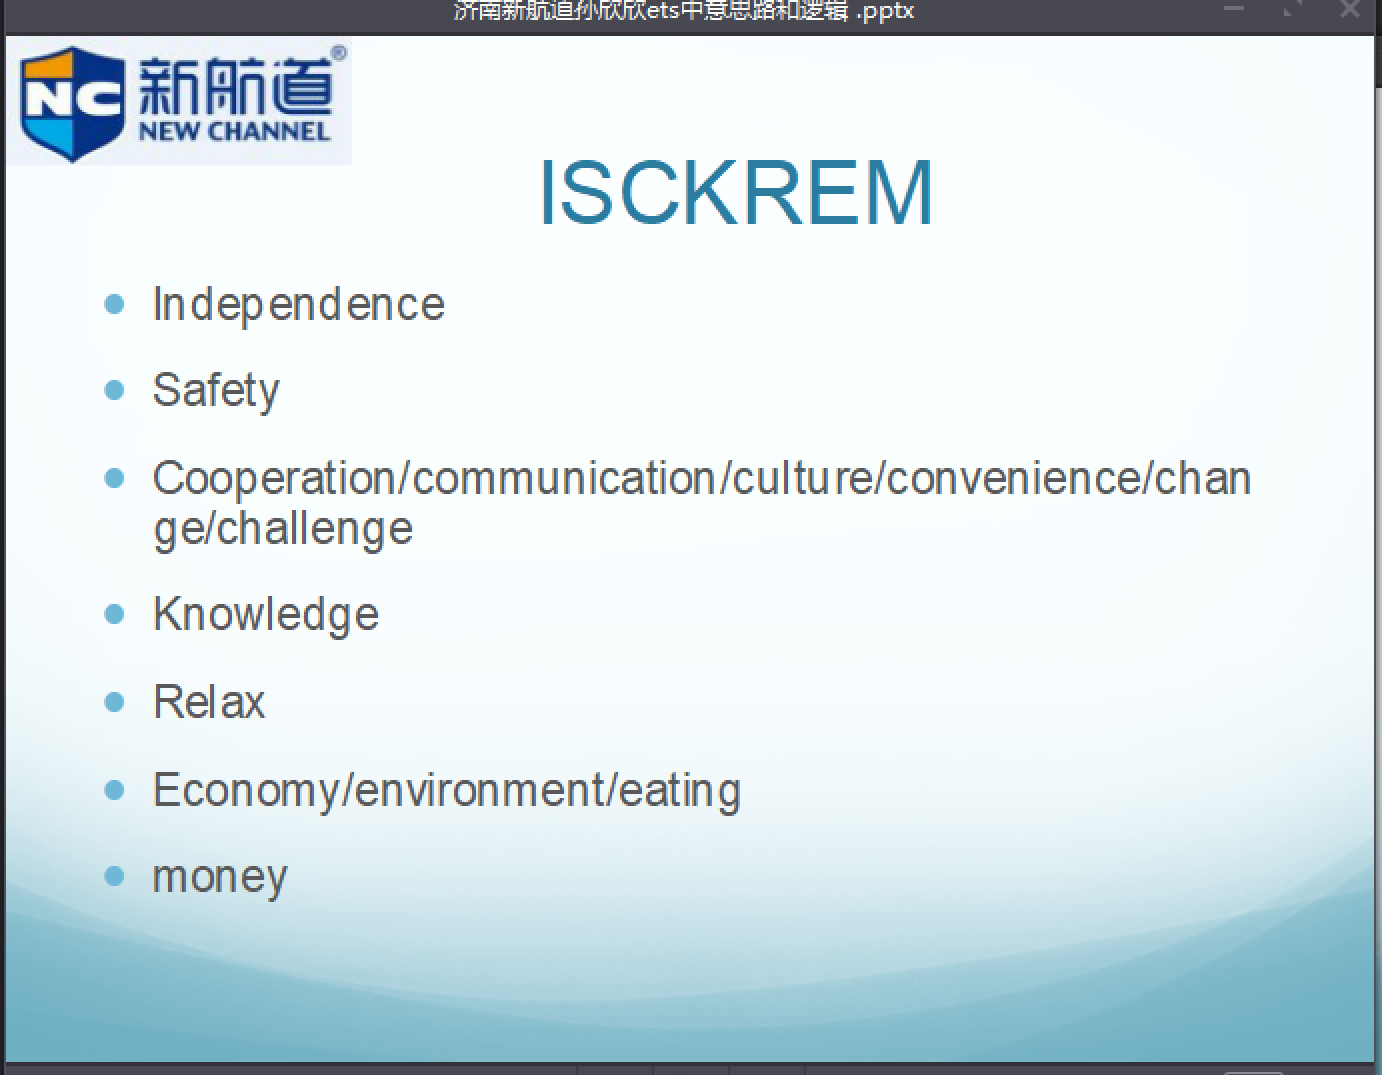 济南新航道孙欣欣ets中意思路和逻辑 .pptx
NC 新航道®
NEW CHANNEL
ISCKREM
Independence
Safety
Cooperation/communication/culture/convenience/chan
ge/challenge
Knowledge
Relax
Economy/environment/eating
money